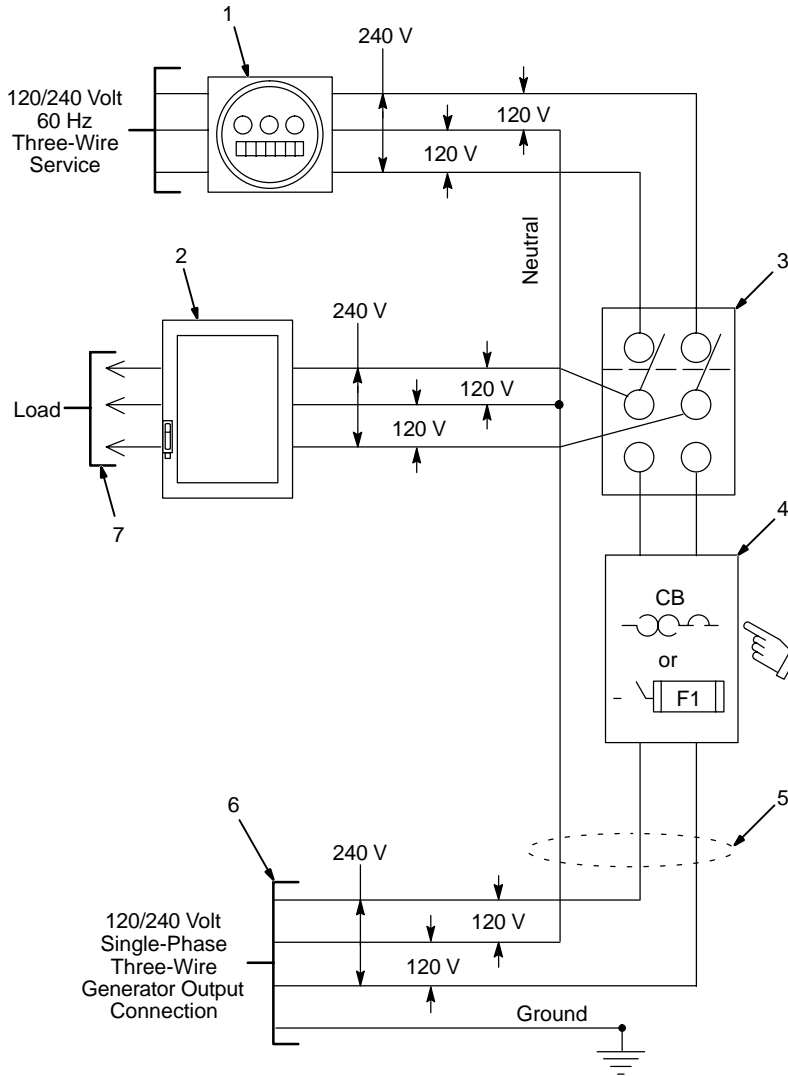 1
240 V
120/240 Volt
60 Hz
Three-Wire
Service
120 V
120 V
Neutral
2
3
240 V
120 V
Load
120 V
7
4
CB
or
F1
5
6
240 V
120/240 Volt
Single-Phase
Three-Wire
Generator Output
Connection
120 V
120 V
Ground